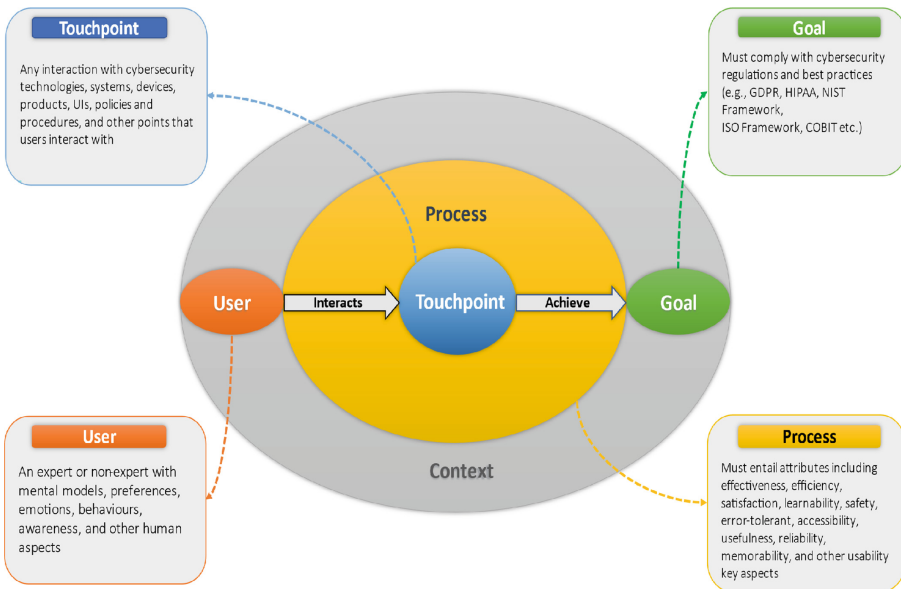 Touchpoint
Any interaction with cybersecurity
technologies, systems, devices,
products, UIs, policies and
procedures, and other points that
users interact with
Goal
Must comply with cybersecurity
regulations and best practices
(e.g., GDPR, HIPAA, NIST
Framework,
ISO Framework, COBIT etc.)
Process
User
Interacts
Touchpoint
Achieve
Goal
Context
User
An expert or non-expert with
mental models, preferences,
emotions, behaviours,
awareness, and other human
aspects
Process
Must entail attributes including
effectiveness, efficiency,
satisfaction, learnability, safety,
error-tolerant, accessibility,
usefulness, reliability,
memorability, and other usability
key aspects